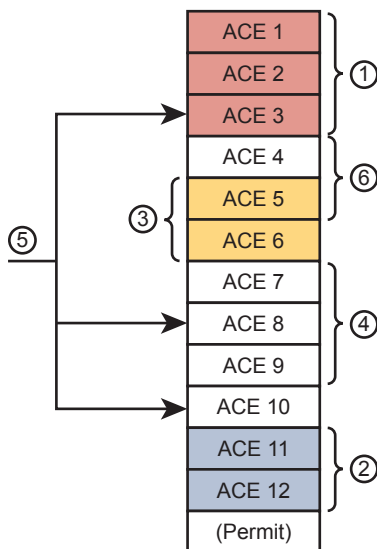 ACE 1
ACE 2
ACE 3
ACE 4
ACE 5
ACE 6
ACE 7
ACE 8
ACE 9
ACE 10
ACE 11
ACE 12
(Permit)
①
⑥
③
⑤
④
②